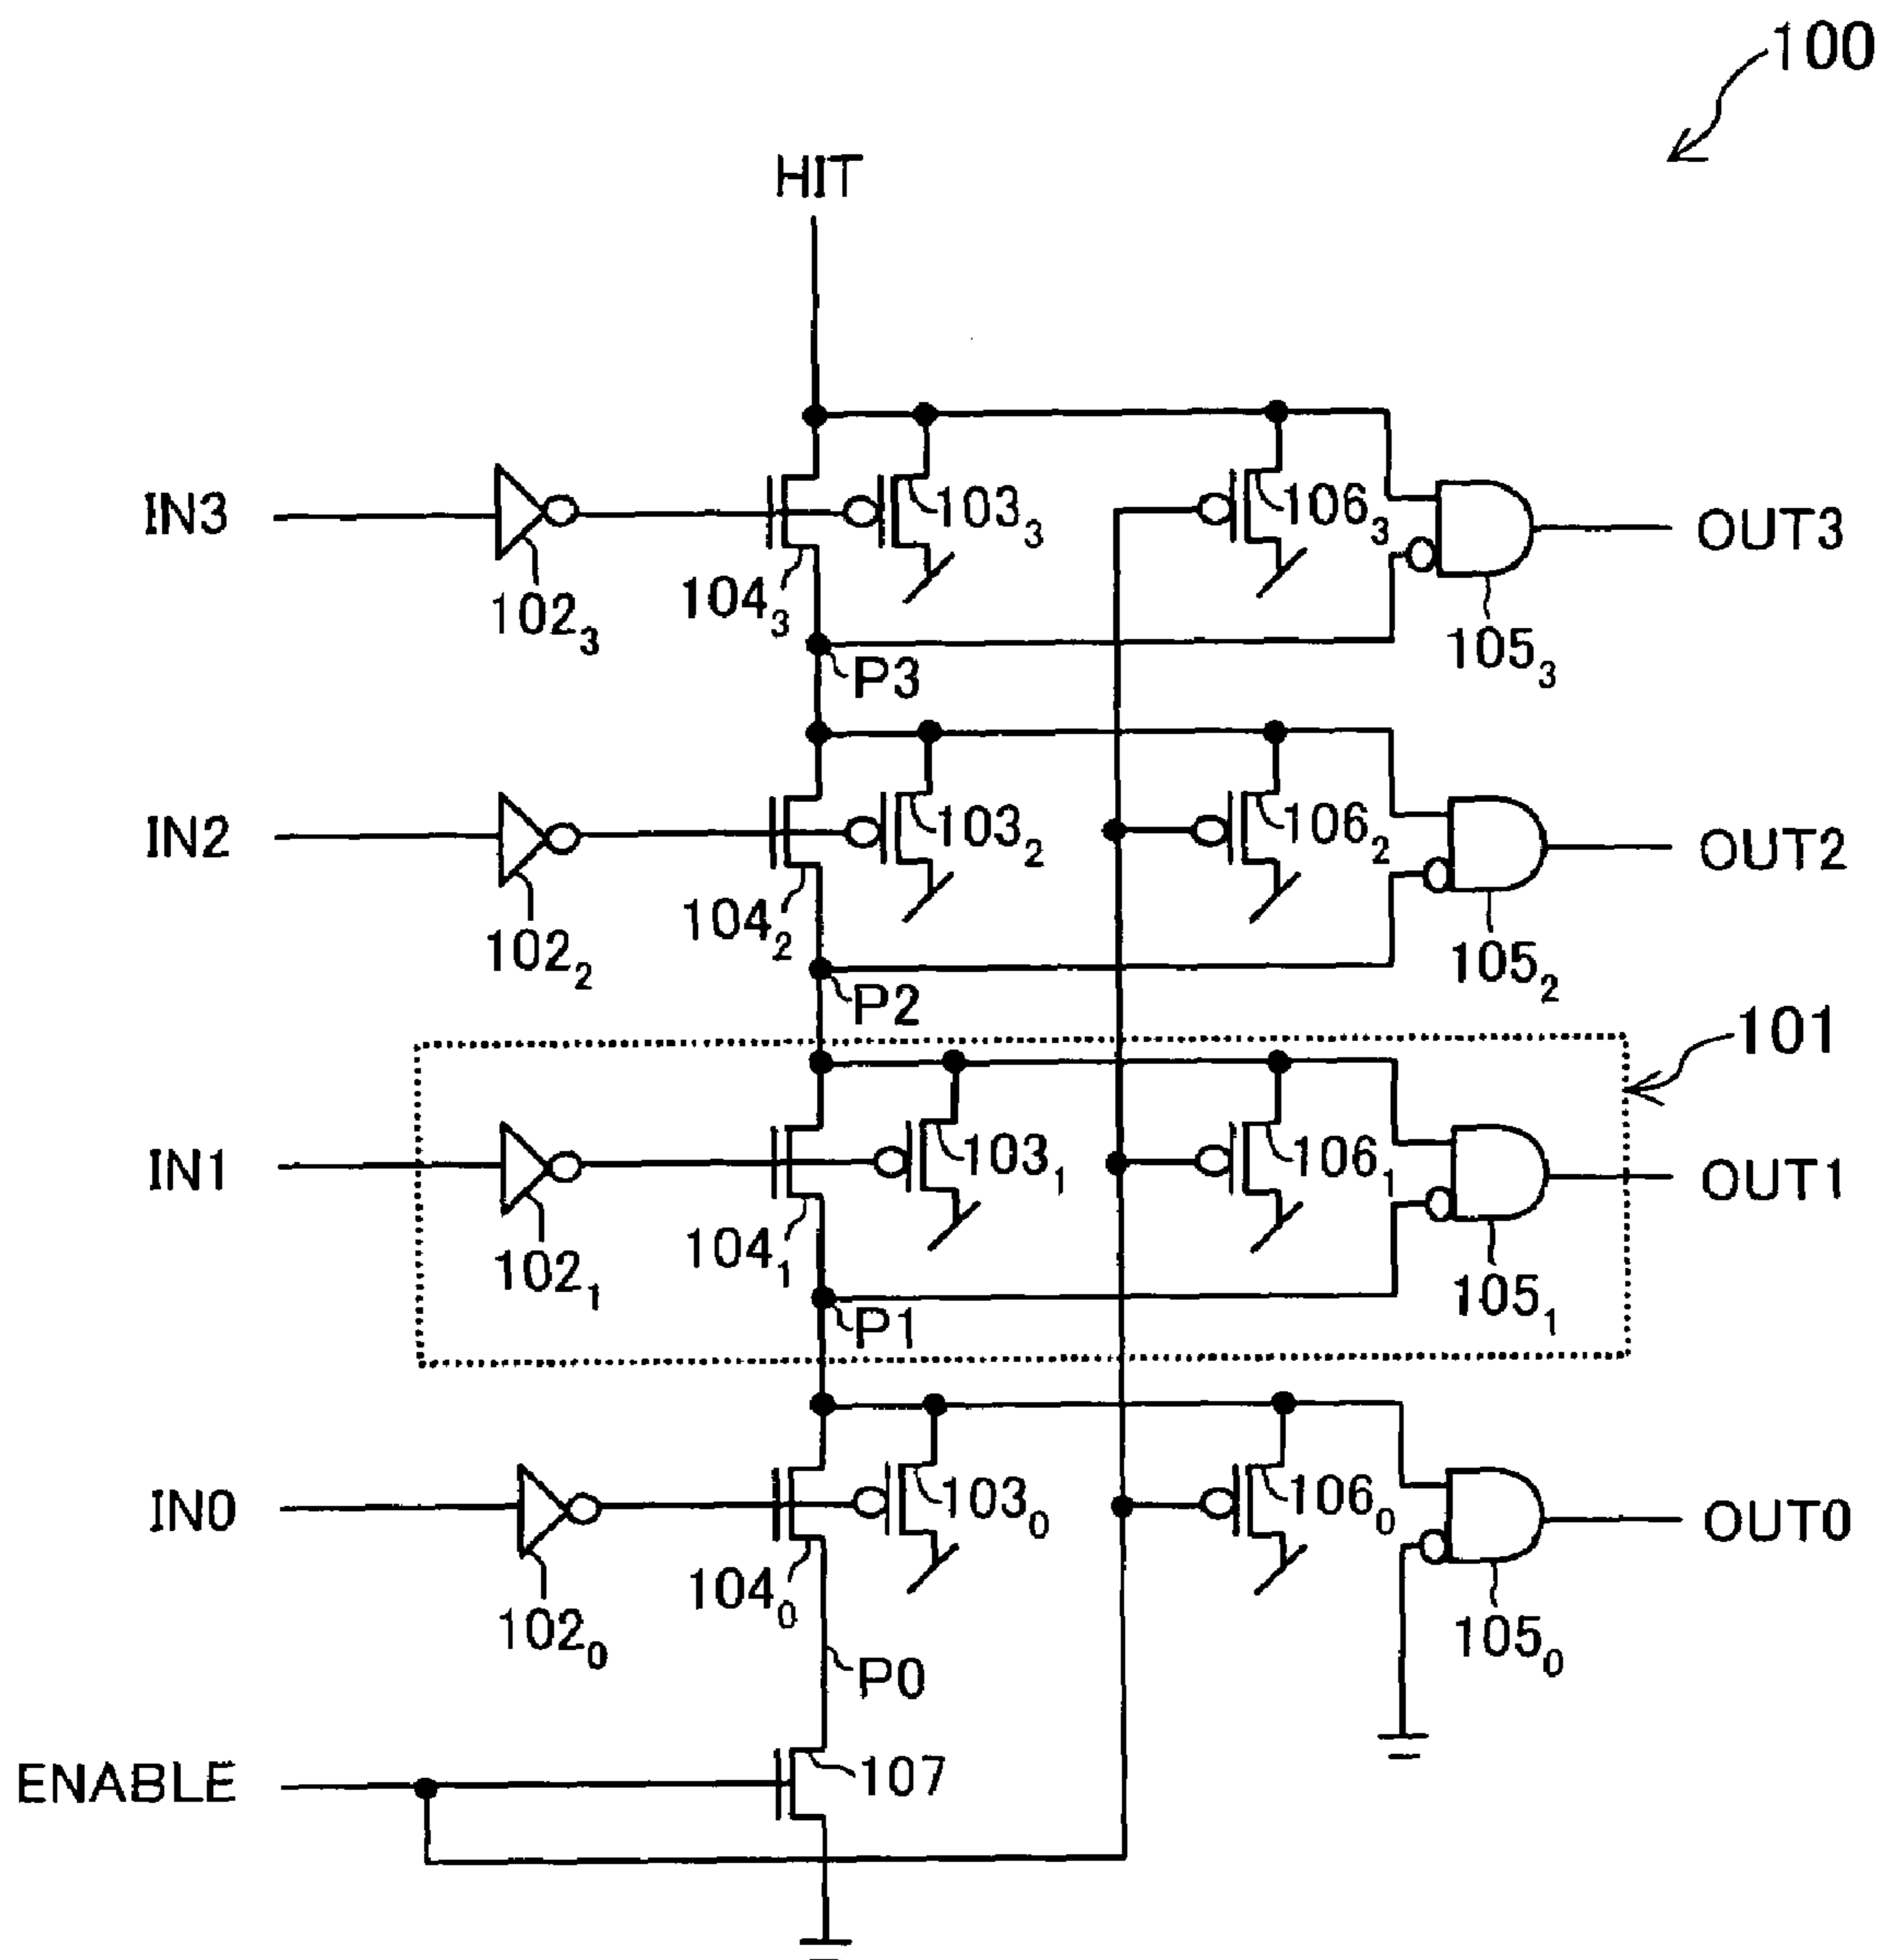 100
HIT
IN3
102₃
104₃
103₃
106₃
105₃
OUT3
P3
IN2
102₂
104₂
103₂
106₂
105₂
OUT2
P2
101
IN1
102₁
104₁
103₁
106₁
105₁
OUT1
P1
IN0
102₀
104₀
103₀
106₀
105₀
OUT0
P0
ENABLE
107